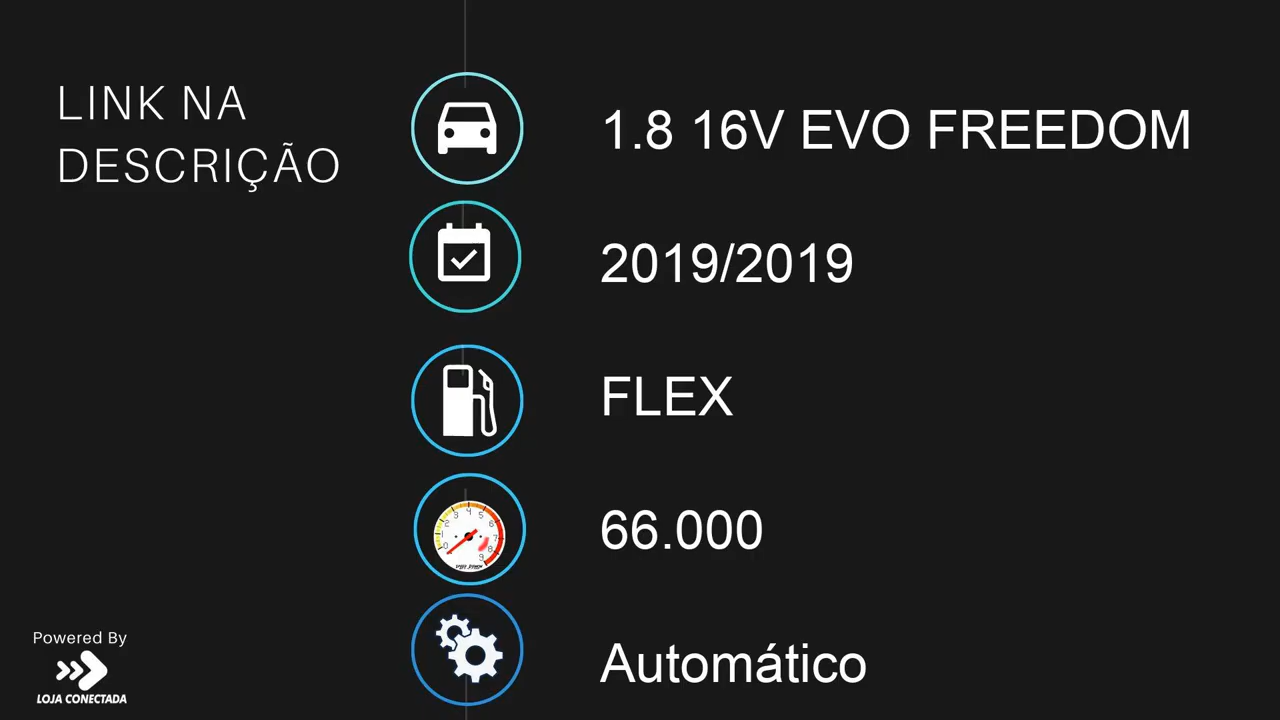 LINK NA
DESCRIÇÃO
1.8 16V EVO FREEDOM
2019/2019
FLEX
66.000
Automático
Powered By
LOJA CONECTADA